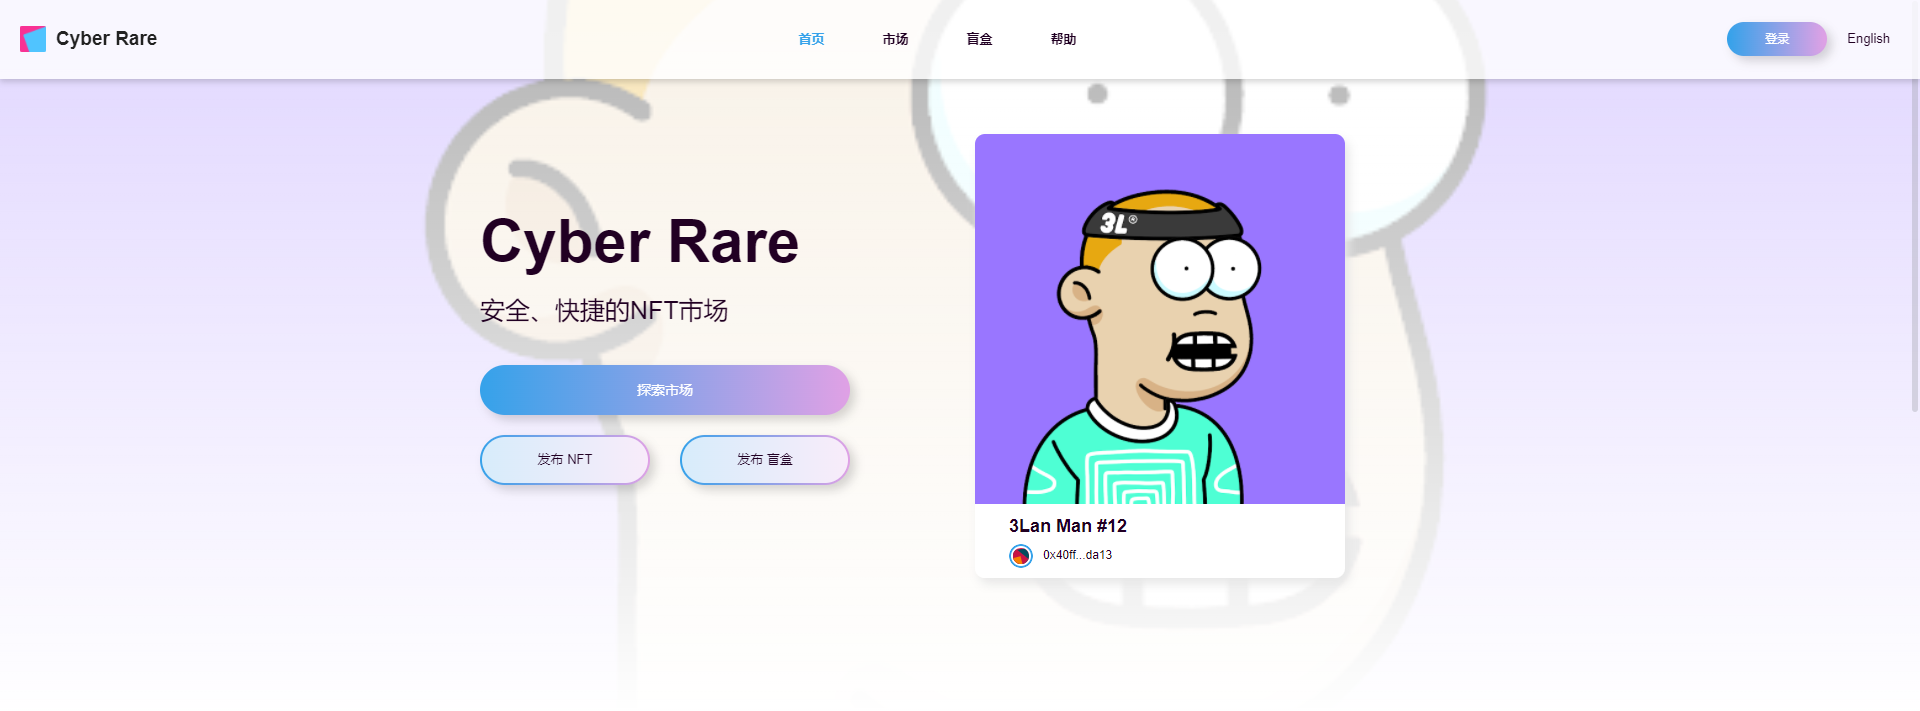 Cyber Rare
首页
市场
盲盒
帮助
登录
English
Cyber Rare
安全、快捷的NFT市场
探索市场
发布 NFT
发布 盲盒
3L®
3Lan Man #12
0x40ff...da13